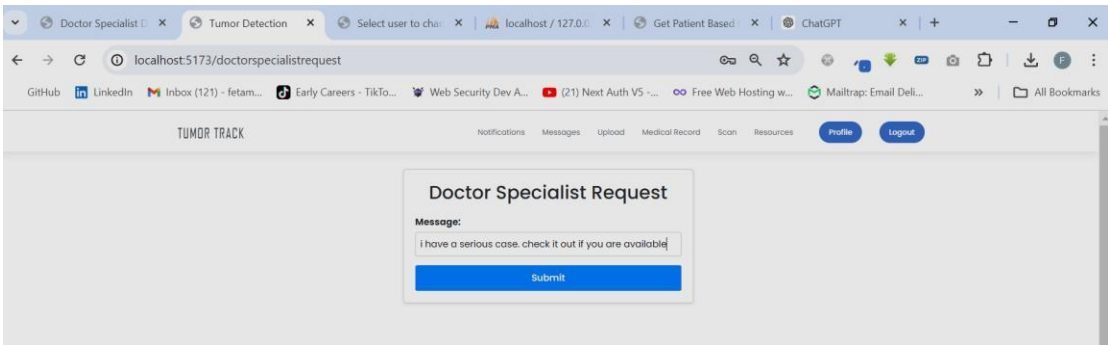 Doctor Specialist D
Tumor Detection
Select user to chan
localhost / 127.0.0
Get Patient Based
ChatGPT
localhost:5173/doctorspecialistrequest
ZIP
F
GitHub
LinkedIn
Inbox (121) - fetam...
Early Careers - TikTo...
Web Security Dev A...
(21) Next Auth V5 -...
Free Web Hosting w...
Mailtrap: Email Deli...
All Bookmarks
TUMOR TRACK
Notifications Messages Upload Medical Record Scan Resources Profile Logout
Doctor Specialist Request
Message:
i have a serious case. check it out if you are available
Submit